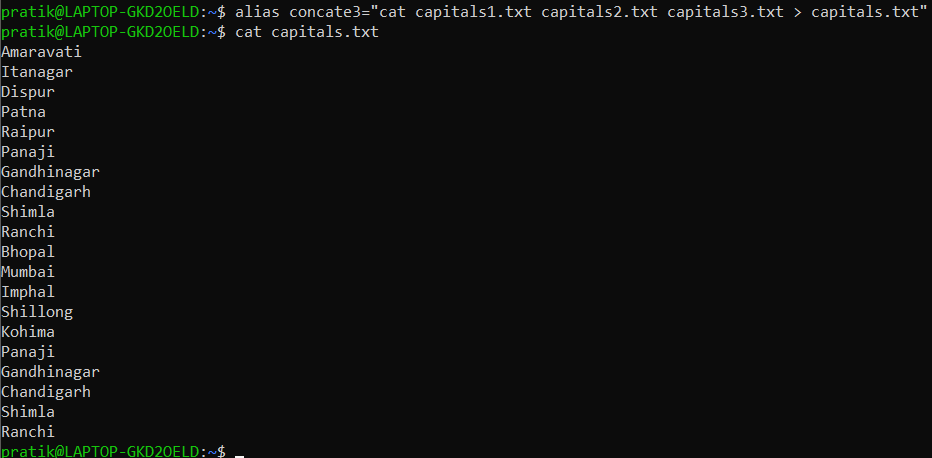 pratik@LAPTOP-GKD2OELD:~$ alias concate3="cat capitals1.txt capitals2.txt capitals3.txt > capitals.txt"
pratik@LAPTOP-GKD2OELD:~$ cat capitals.txt
Amaravati
Itanagar
Dispur
Patna
Raipur
Panaji
Gandhinagar
Chandigarh
Shimla
Ranchi
Bhopal
Mumbai
Imphal
Shillong
Kohima
Panaji
Gandhinagar
Chandigarh
Shimla
Ranchi
pratik@LAPTOP-GKD2OELD:~$ _